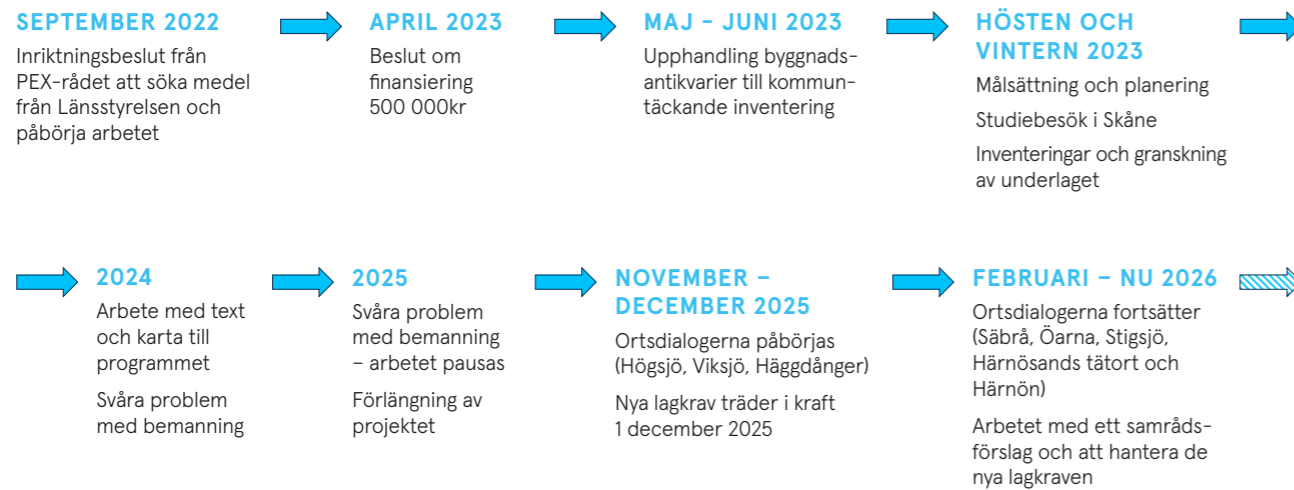 SEPTEMBER 2022
Inriktningsbeslut från
PEX-rådet att söka medel
från Länsstyrelsen och
påbörja arbetet
APRIL 2023
Beslut om
finansiering
500 000kr
MAJ – JUNI 2023
Upphandling byggnads-
antikvarier till kommun-
täckande inventering
HÖSTEN OCH
VINTERN 2023
Målsättning och planering
Studiebesök i Skåne
Inventeringar och granskning
av underlaget
2024
Arbete med text
och karta till
programmet
Svåra problem
med bemanning
2025
Svåra problem
med bemanning
– arbetet pausas
Förlängning av
projektet
NOVEMBER –
DECEMBER 2025
Ortsdialogerna påbörjas
(Högsjö, Viksjö, Häggdånger)
Nya lagkrav träder i kraft
1 december 2025
FEBRUARI – NU 2026
Ortsdialogerna fortsätter
(Säbrå, Öarna, Stigsjö,
Härnösands tätort och
Härnön)
Arbetet med ett samråds-
förslag och att hantera de
nya lagkraven